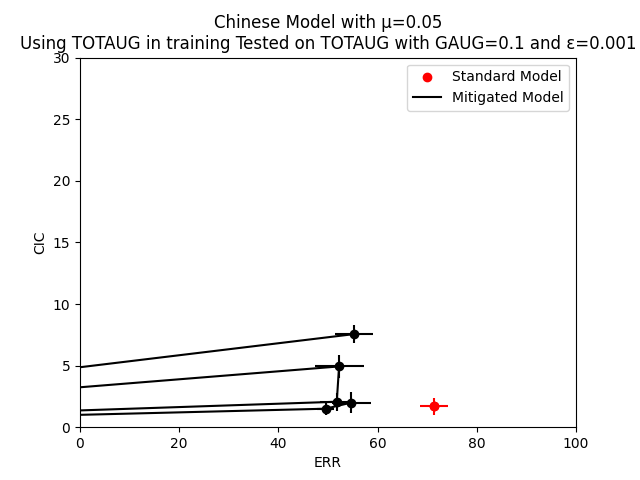 Chinese Model with μ=0.05
Using TOTAUG in training Tested on TOTAUG with GAUG=0.1 and ε=0.001
Standard Model
Mitigated Model
30
25
20
15
10
5
0
CIC
0 20 40 60 80 100
ERR